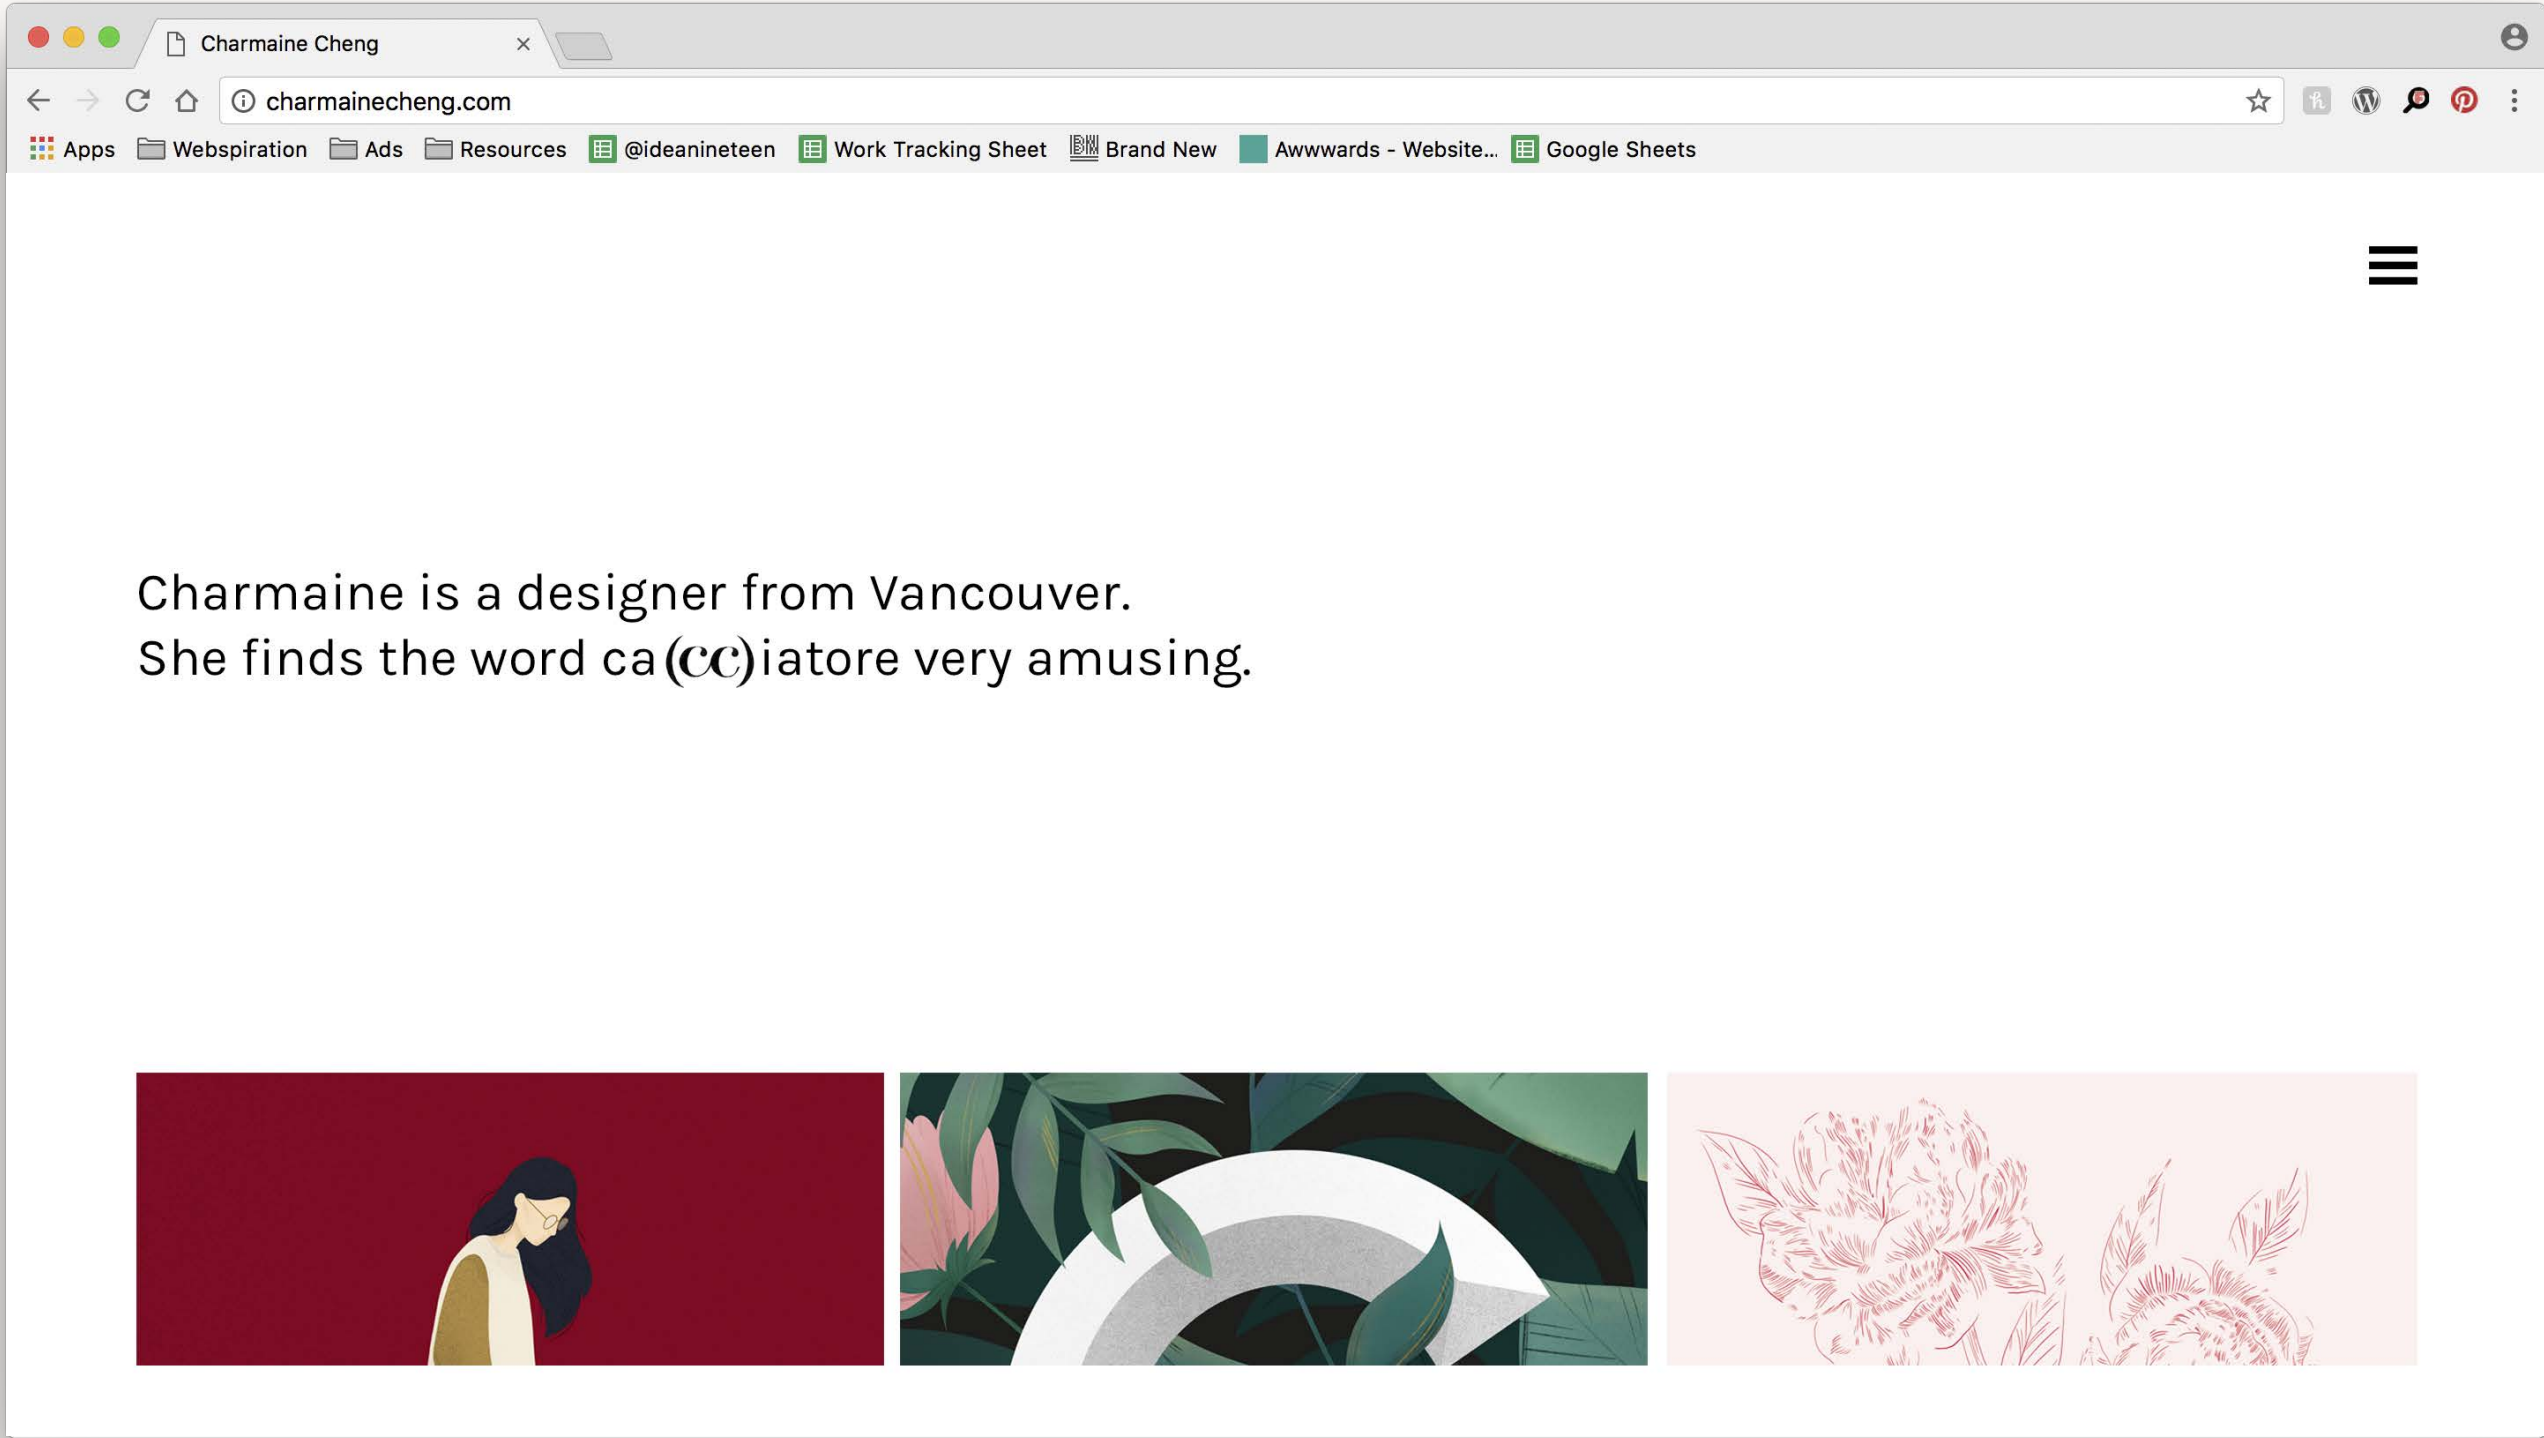 Charmaine Cheng
charmainecheng.com
Apps Webspiration Ads Resources @ideanineteen Work Tracking Sheet BN Brand New Awwwards - Website... Google Sheets
Charmaine is a designer from Vancouver.
She finds the word ca(cc)iatore very amusing.